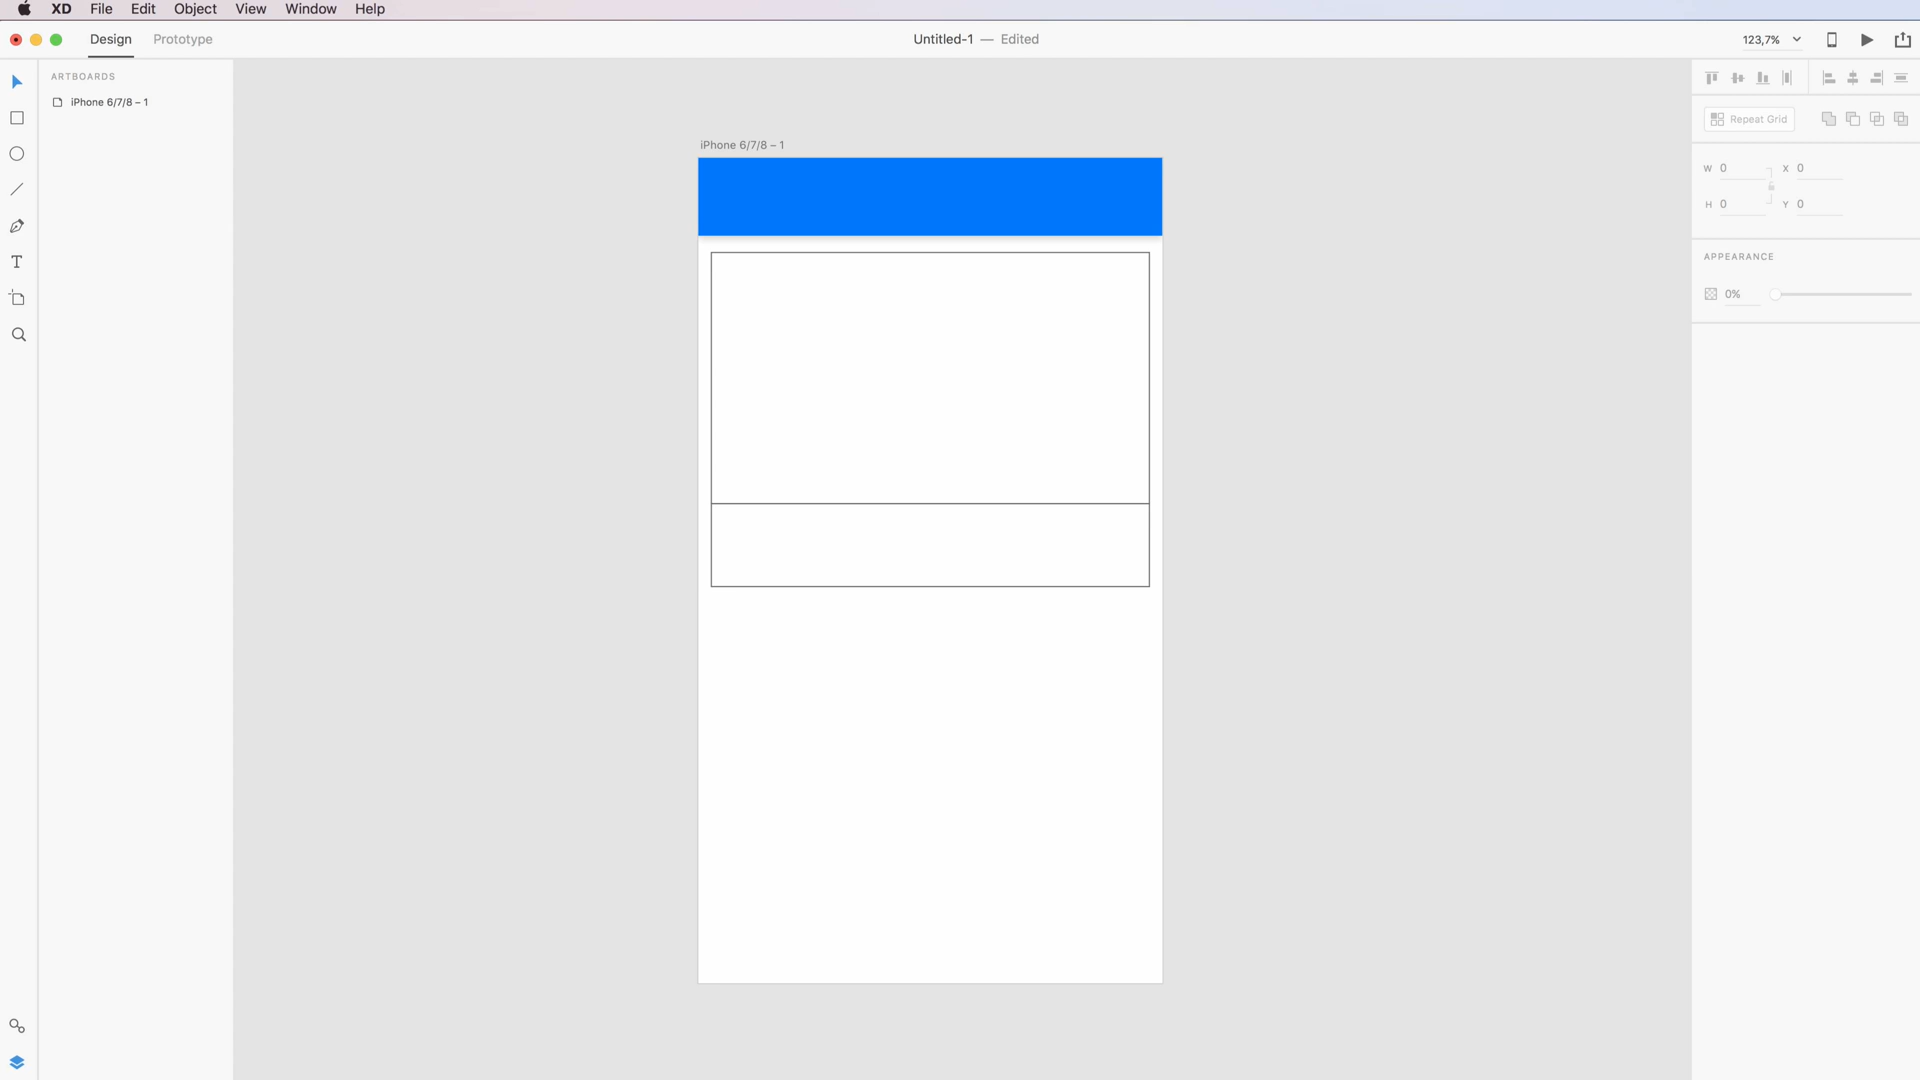 XD File Edit Object View Window Help
Design Prototype Untitled-1 — Edited 123,7%
ARTBOARDS
iPhone 6/7/8 – 1
iPhone 6/7/8 – 1
Repeat Grid
W 0 X 0
H 0 Y 0
APPEARANCE
0%
T